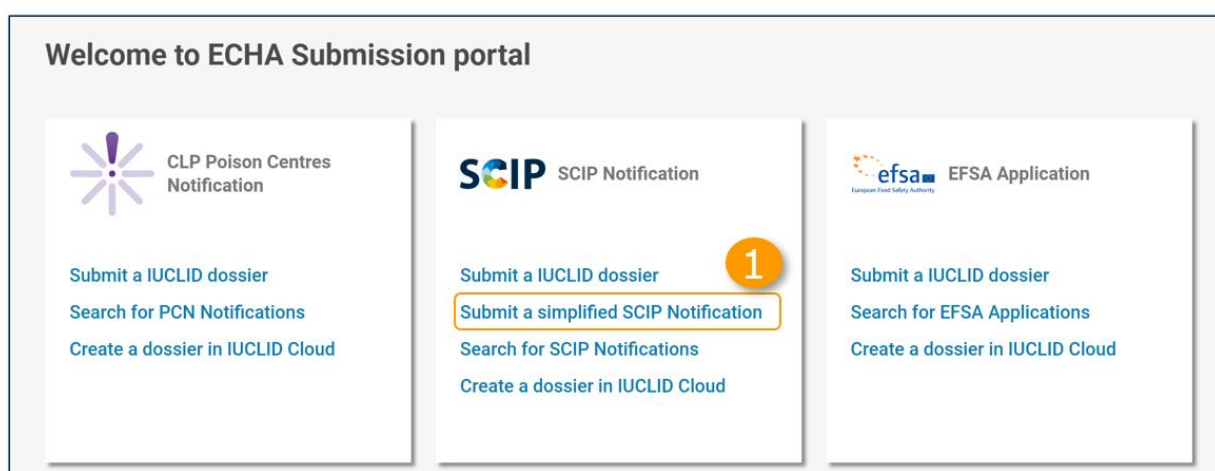 Welcome to ECHA Submission portal
CLP Poison Centres
Notification
Submit a IUCLID dossier
Search for PCN Notifications
Create a dossier in IUCLID Cloud
SCIP SCIP Notification
Submit a IUCLID dossier
1
Submit a simplified SCIP Notification
Search for SCIP Notifications
Create a dossier in IUCLID Cloud
efsa EFSA Application
European Food Safety Authority
Submit a IUCLID dossier
Search for EFSA Applications
Create a dossier in IUCLID Cloud